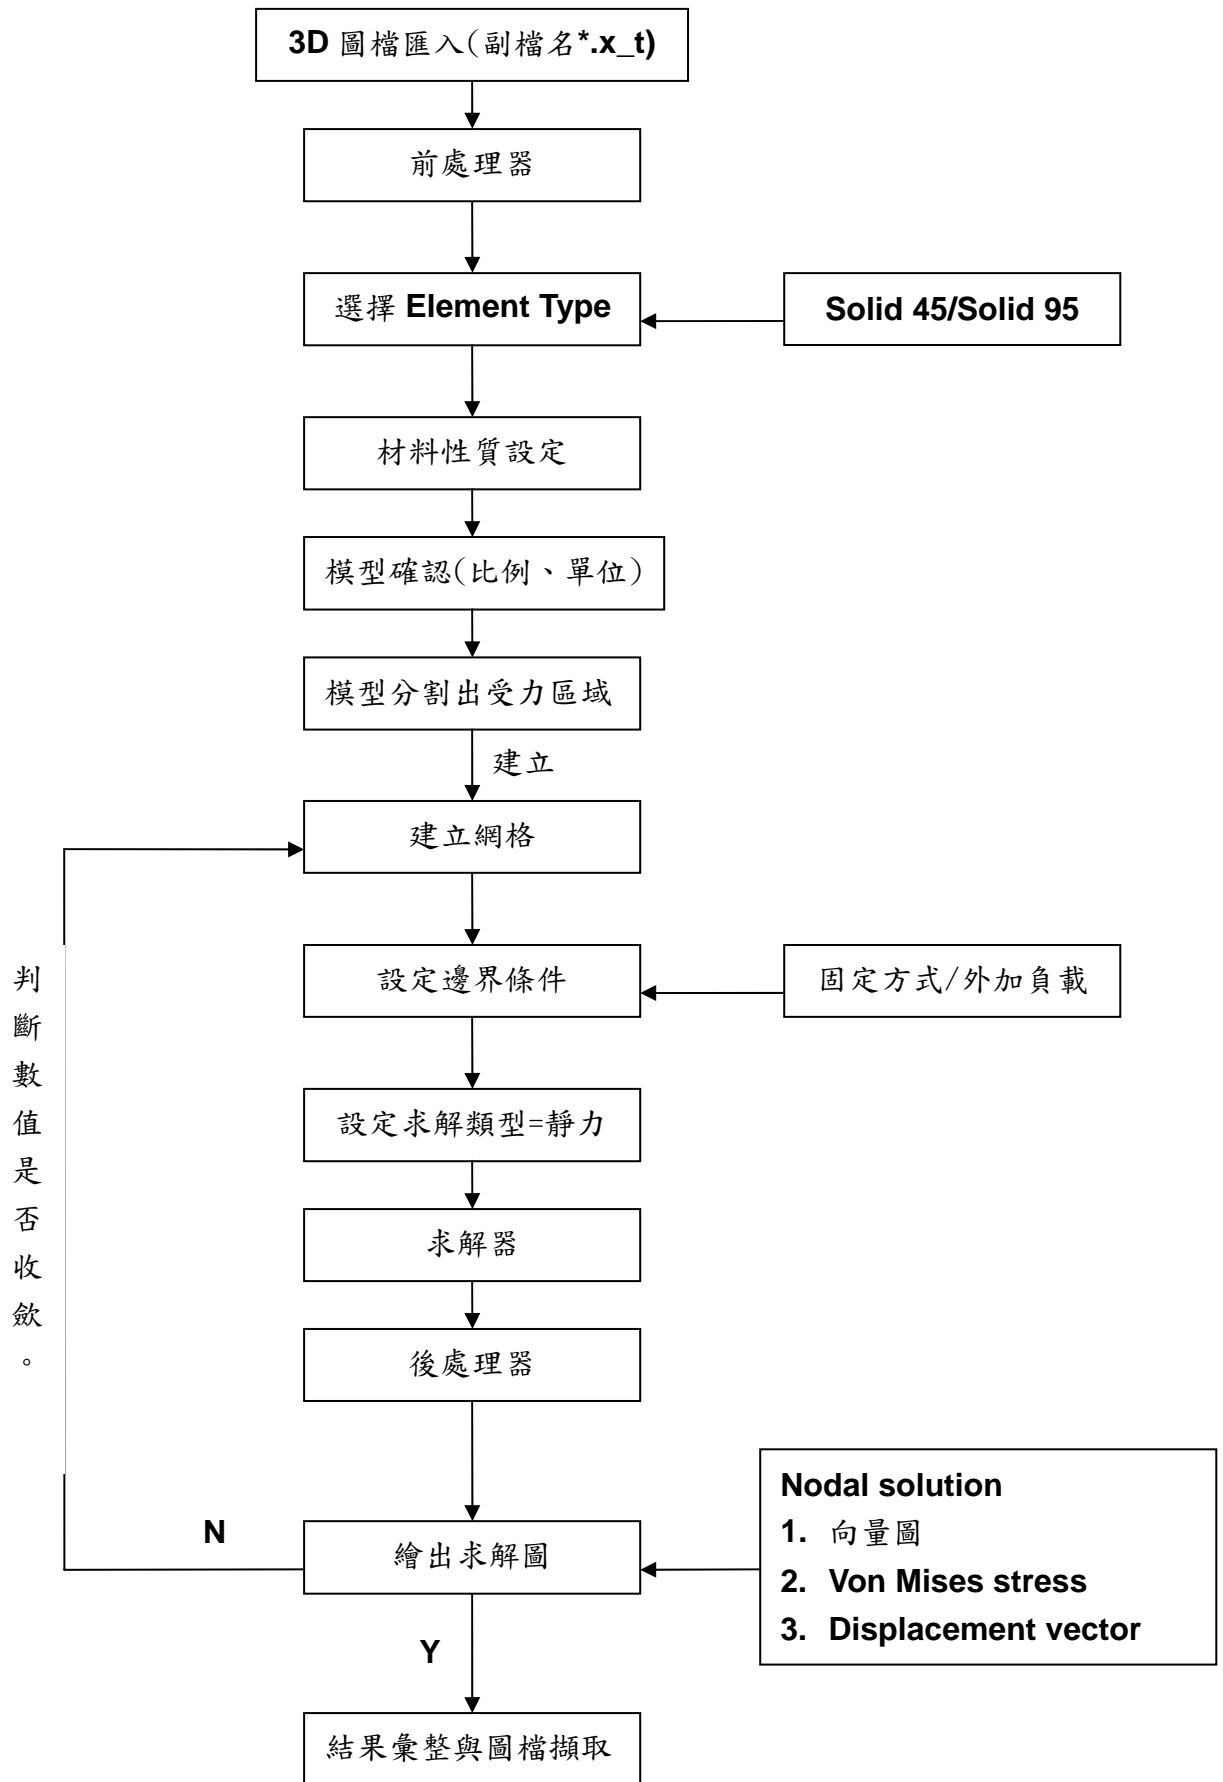 3D 圖檔匯入(副檔名*.x_t)
前處理器
選擇 Element Type
Solid 45/Solid 95
材料性質設定
模型確認(比例、單位)
模型分割出受力區域
建立
建立網格
設定邊界條件
固定方式/外加負載
判斷數值是否收斂。
設定求解類型=靜力
求解器
後處理器
Nodal solution
1. 向量圖
2. Von Mises stress
3. Displacement vector
N
繪出求解圖
Y
結果彙整與圖檔擷取